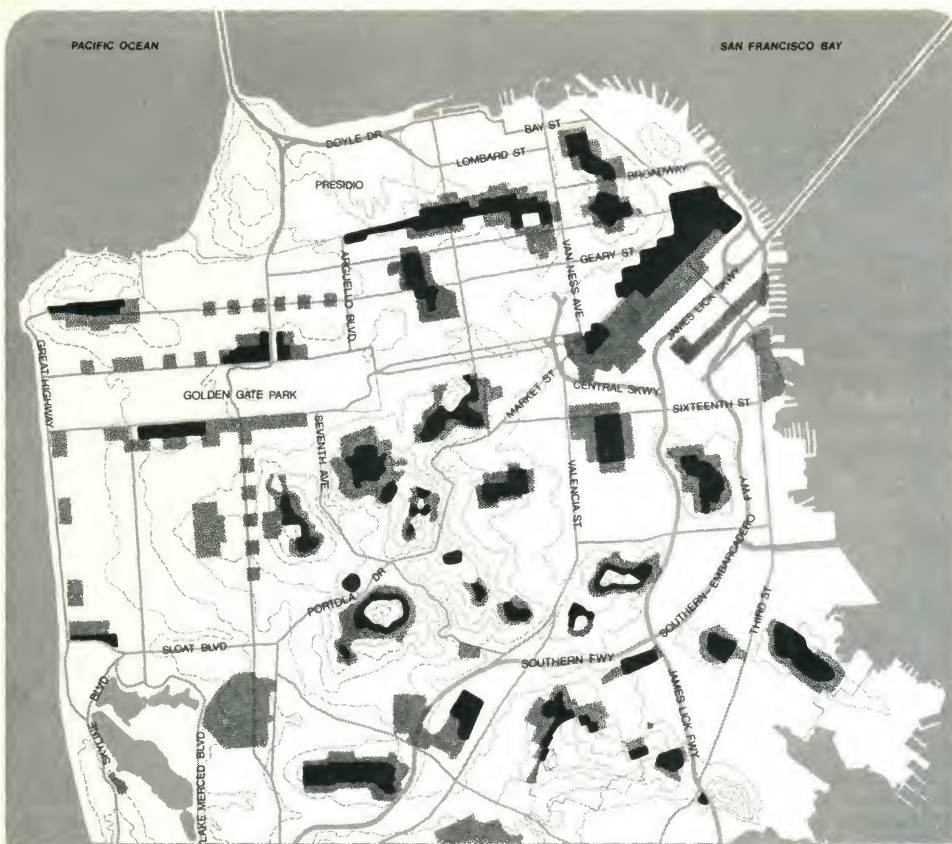 PACIFIC OCEAN
SAN FRANCISCO BAY
DOYLE DR
BAY ST
LOMBARD ST
BROADWAY
PRESIDIO
ARGUELLO BLVD.
VAN NESS AVE.
GEARY ST
JAMES LICK SKWY
GREAT HIGHWAY
GOLDEN GATE PARK
MARKET ST
CENTRAL SKWY
SIXTEENTH ST
SEVENTH AVE.
VALENCIA ST
SOUTHERN - EMBARCADERO FWY
PORTOLA DR
THIRD ST
SLOAT BLVD
SOUTHERN FWY
SKYLINE BLVD
LAKE MERCED BLVD
JAMES LICK FWY